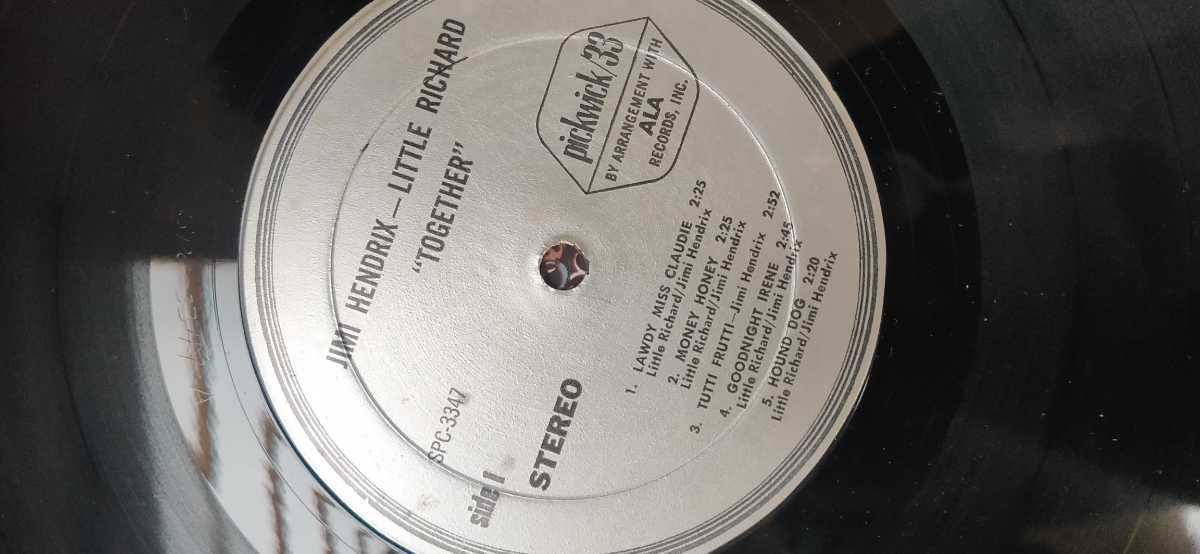 JIMI HENDRIX—LITTLE RICHARD
"TOGETHER"
pickwick/33
BY ARRANGEMENT WITH
ALA
RECORDS, INC.
SPC-3347
side 1
STEREO
1. LAWDY MISS CLAUDIE 2:25
Little Richard/Jimi Hendrix
2. MONEY HONEY 2:25
Little Richard/Jimi Hendrix
3. TUTTI FRUTTI—Jimi Hendrix 2:52
4. GOODNIGHT IRENE 2:45
Little Richard/Jimi Hendrix
5. HOUND DOG 2:20
Little Richard/Jimi Hendrix